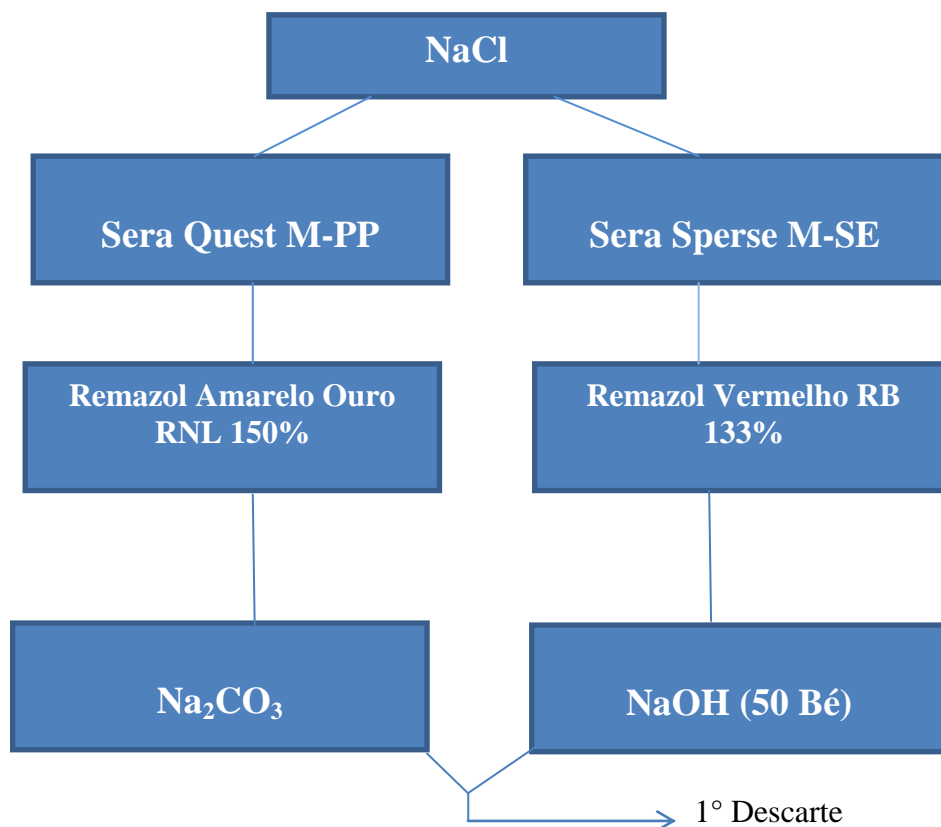 NaCl
Sera Quest M-PP
Sera Sperse M-SE
Remazol Amarelo Ouro
RNL 150%
Remazol Vermelho RB
133%
Na₂CO₃
NaOH (50 Bé)
1° Descarte